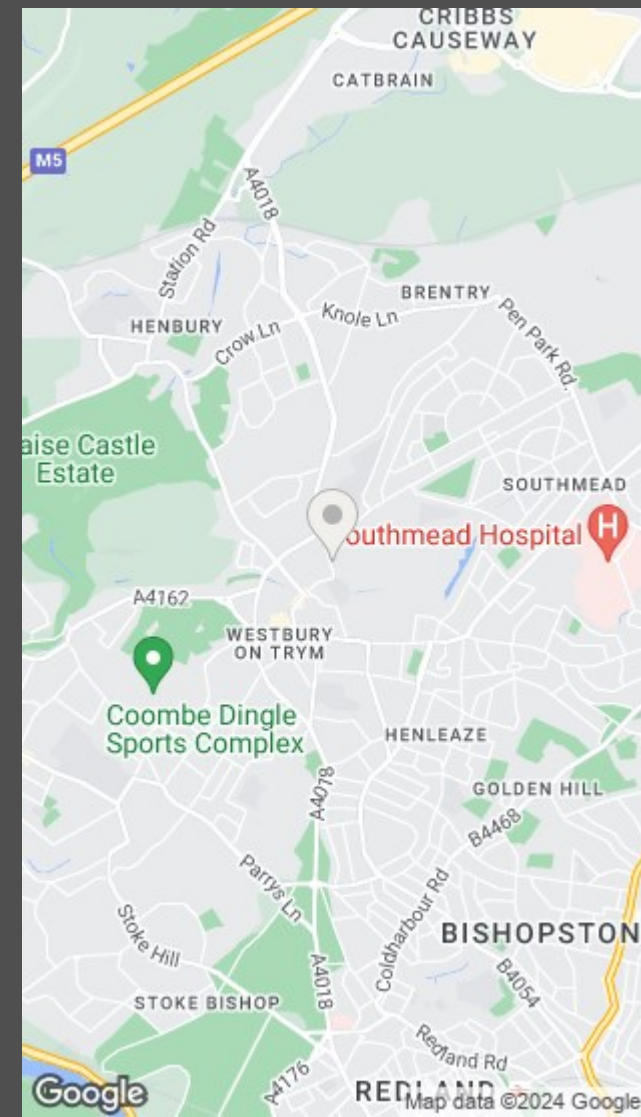 CRIBBS
CAUSEWAY
CATBRAIN
M5
A4018
Station Rd
BRENTRY
Knole Ln
Pen Park Rd.
HENBURY
Crow Ln
aise Castle
Estate
SOUTHMEAD
outhmead Hospital
H
A4162
WESTBURY
ON TRYM
Coombe Dingle
Sports Complex
HENLEAZE
A4018
GOLDEN HILL
B4468
Parrys Ln
Coldharbour Rd
Stoke Hill
BISHOPSTON
A4018
B4054
STOKE BISHOP
Redland Rd
A4176
REDLAND
Google
Map data ©2024 Google